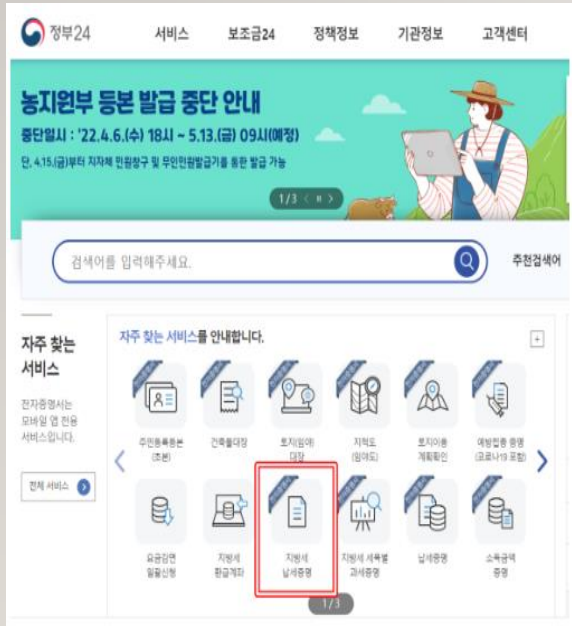 정부24
서비스 보조금24 정책정보 기관정보 고객센터
농지원부 등본 발급 중단 안내
중단일시 : '22.4.6.(수) 18시 ~ 5.13.(금) 09시(예정)
단, 4.15.(금)부터 지자체 민원창구 및 무인민원발급기를 통한 발급 가능
1/3
검색어를 입력해주세요.
추천검색어
자주 찾는
서비스
전자증명서는
모바일 앱 전용
서비스입니다.
전체 서비스
자주 찾는 서비스를 안내합니다.
주민등록등본
(초본)
건축물대장
토지(임야)
대장
지적도
(임야도)
토지이용
계획확인
예방접종 증명
(코로나19 포함)
요금감면
일괄신청
지방세
환급계좌
지방세
납세증명
지방세 세목별
과세증명
납세증명
소득금액
증명
1/3